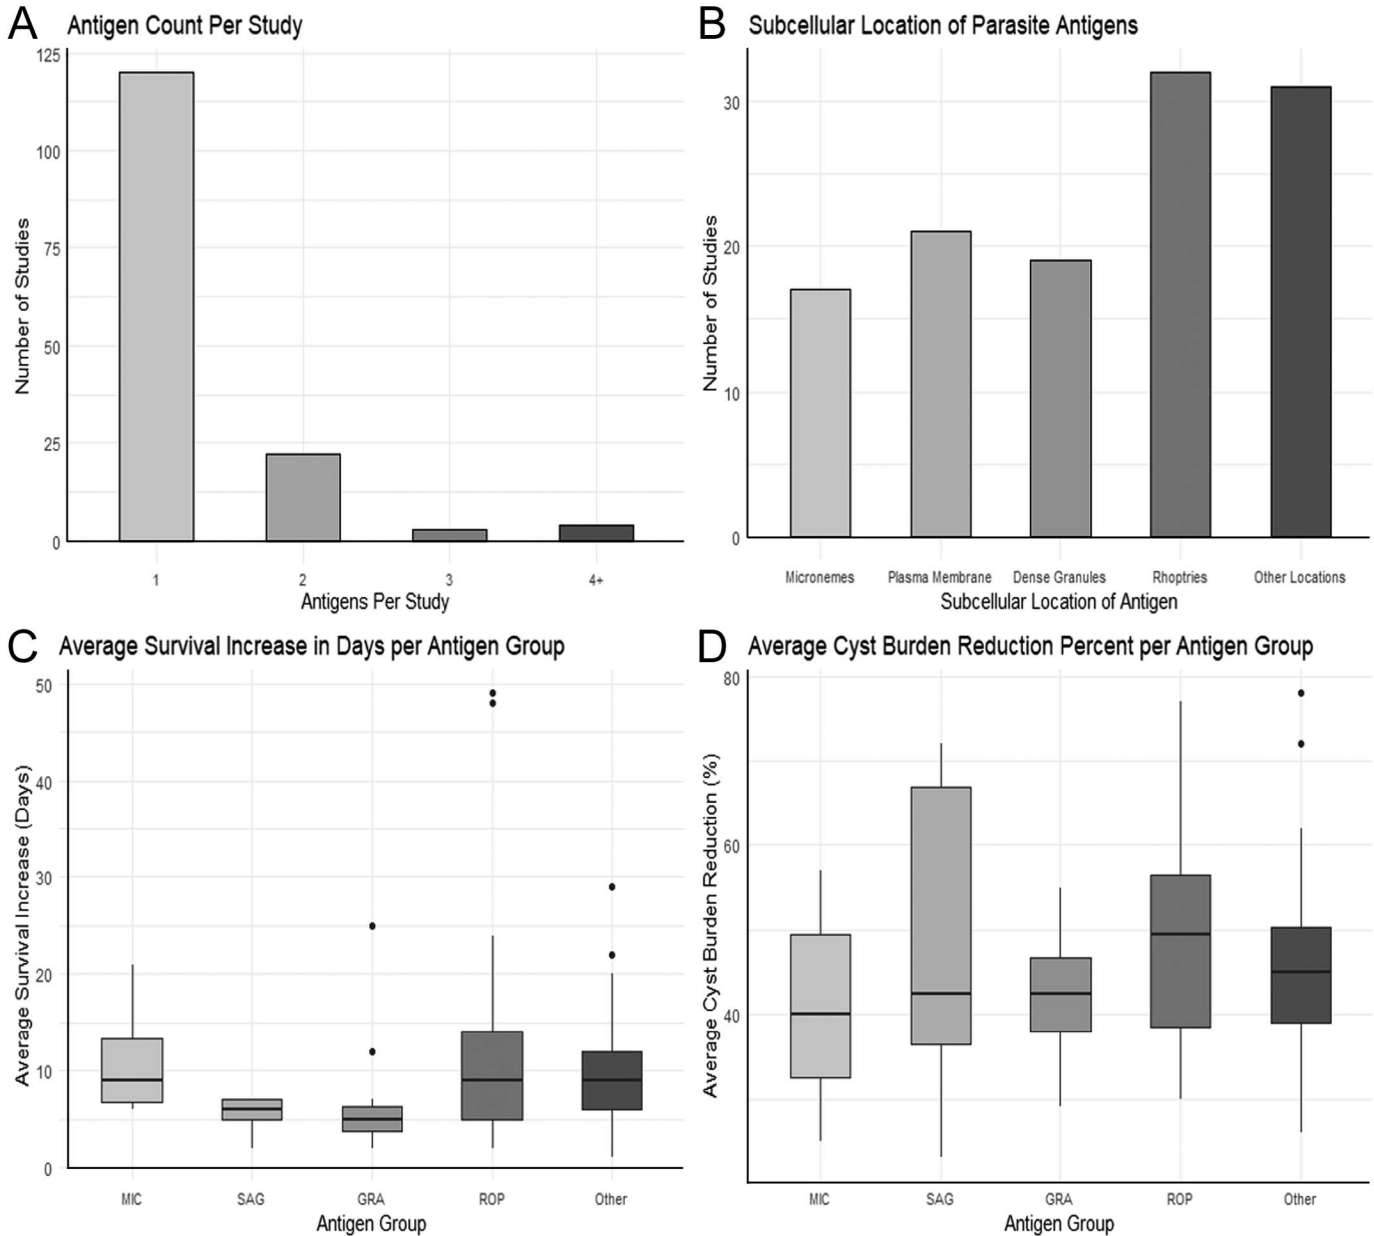 A Antigen Count Per Study
125
100
75
50
25
0
Number of Studies
1 2 3 4+
Antigens Per Study
B Subcellular Location of Parasite Antigens
30
20
10
0
Number of Studies
Micronemes Plasma Membrane Dense Granules Rhoptries Other Locations
Subcellular Location of Antigen
C Average Survival Increase in Days per Antigen Group
50
40
30
20
10
0
Average Survival Increase (Days)
MIC SAG GRA ROP Other
Antigen Group
D Average Cyst Burden Reduction Percent per Antigen Group
80
60
40
Average Cyst Burden Reduction (%)
MIC SAG GRA ROP Other
Antigen Group